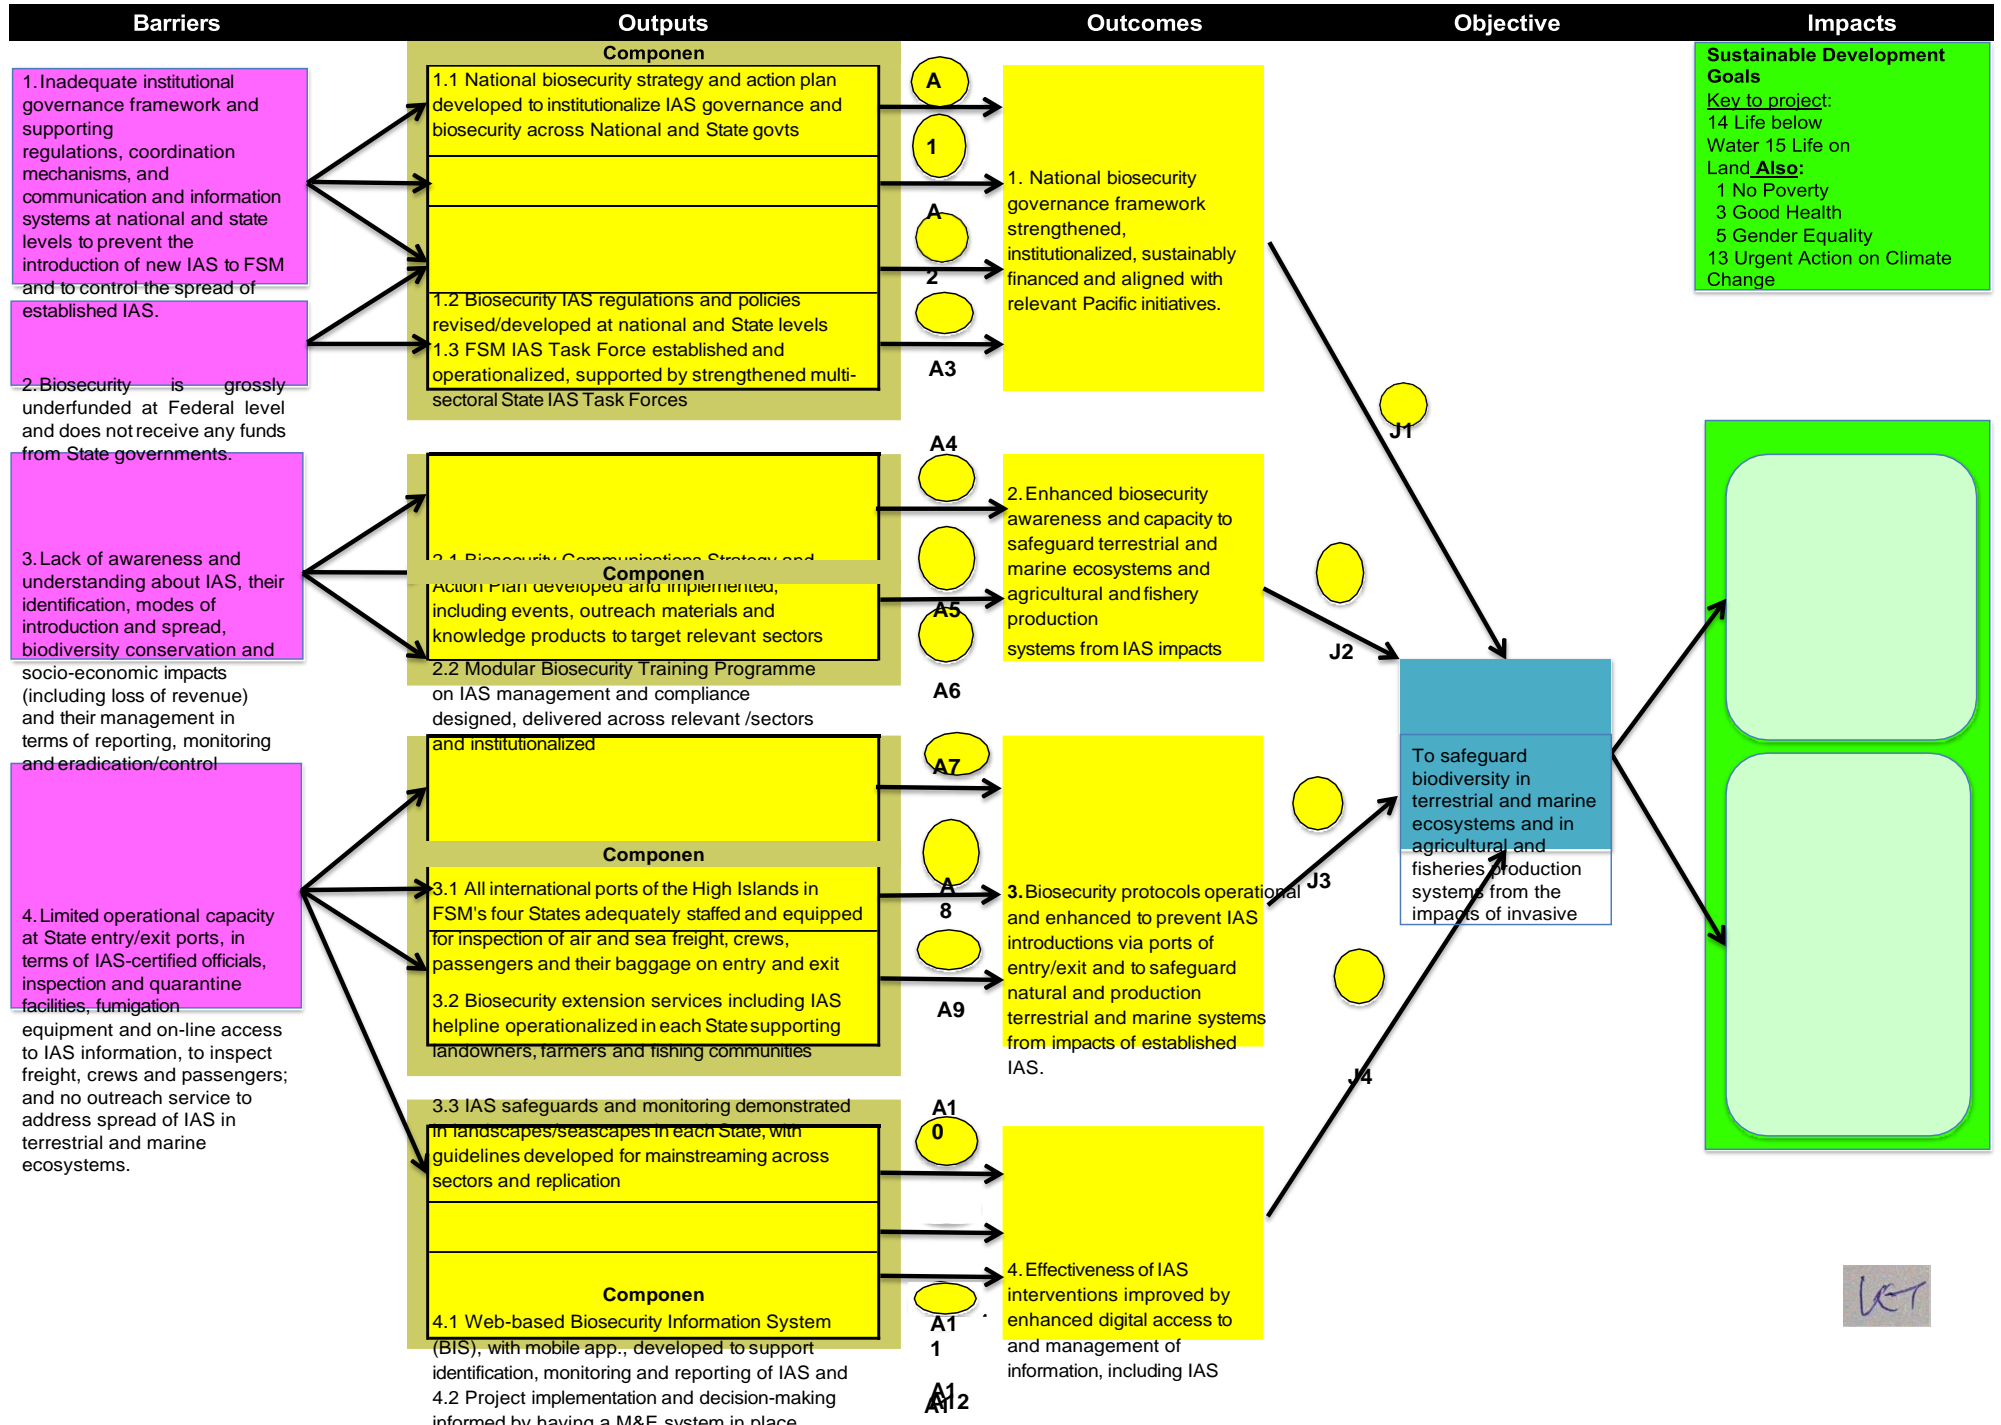 Barriers
Outputs
Outcomes
Objective
Impacts
1. Inadequate institutional
governance framework and
supporting
regulations, coordination
mechanisms, and
communication and information
systems at national and state
levels to prevent the
introduction of new IAS to FSM
and to control the spread of
established IAS.
2. Biosecurity is grossly
underfunded at Federal level
and does not receive any funds
from State governments.
3. Lack of awareness and
understanding about IAS, their
identification, modes of
introduction and spread,
biodiversity conservation and
socio-economic impacts
(including loss of revenue)
and their management in
terms of reporting, monitoring
and eradication/control
4. Limited operational capacity
at State entry/exit ports, in
terms of IAS-certified officials,
inspection and quarantine
facilities, fumigation
equipment and on-line access
to IAS information, to inspect
freight, crews and passengers;
and no outreach service to
address spread of IAS in
terrestrial and marine
ecosystems.
Componen
1.1 National biosecurity strategy and action plan
developed to institutionalize IAS governance and
biosecurity across National and State govts
1.2 Biosecurity IAS regulations and policies
revised/developed at national and State levels
1.3 FSM IAS Task Force established and
operationalized, supported by strengthened multi-
sectoral State IAS Task Forces
2.1 Biosecurity Communications Strategy and
Componen
Action Plan developed and implemented,
including events, outreach materials and
knowledge products to target relevant sectors
2.2 Modular Biosecurity Training Programme
on IAS management and compliance
designed, delivered across relevant /sectors
and institutionalized
Componen
3.1 All international ports of the High Islands in
FSM's four States adequately staffed and equipped
for inspection of air and sea freight, crews,
passengers and their baggage on entry and exit
3.2 Biosecurity extension services including IAS
helpline operationalized in each State supporting
landowners, farmers and fishing communities
3.3 IAS safeguards and monitoring demonstrated
in landscapes/seascapes in each State, with
guidelines developed for mainstreaming across
sectors and replication
Componen
4.1 Web-based Biosecurity Information System
(BIS), with mobile app., developed to support
identification, monitoring and reporting of IAS and
4.2 Project implementation and decision-making
informed by having a M&E system in place
A
1
A
2
A3
A4
A5
A6
A7
A
8
A9
A1
0
A1
1
A1
A12
1. National biosecurity
governance framework
strengthened,
institutionalized, sustainably
financed and aligned with
relevant Pacific initiatives.
2. Enhanced biosecurity
awareness and capacity to
safeguard terrestrial and
marine ecosystems and
agricultural and fishery
production
systems from IAS impacts
3. Biosecurity protocols operational
and enhanced to prevent IAS
introductions via ports of
entry/exit and to safeguard
natural and production
terrestrial and marine systems
from impacts of established
IAS.
4. Effectiveness of IAS
interventions improved by
enhanced digital access to
and management of
information, including IAS
J1
J2
J3
J4
To safeguard
biodiversity in
terrestrial and marine
ecosystems and in
agricultural and
fisheries production
systems from the
impacts of invasive
Sustainable Development
Goals
Key to project:
14 Life below
Water 15 Life on
Land Also:
1 No Poverty
3 Good Health
5 Gender Equality
13 Urgent Action on Climate
Change